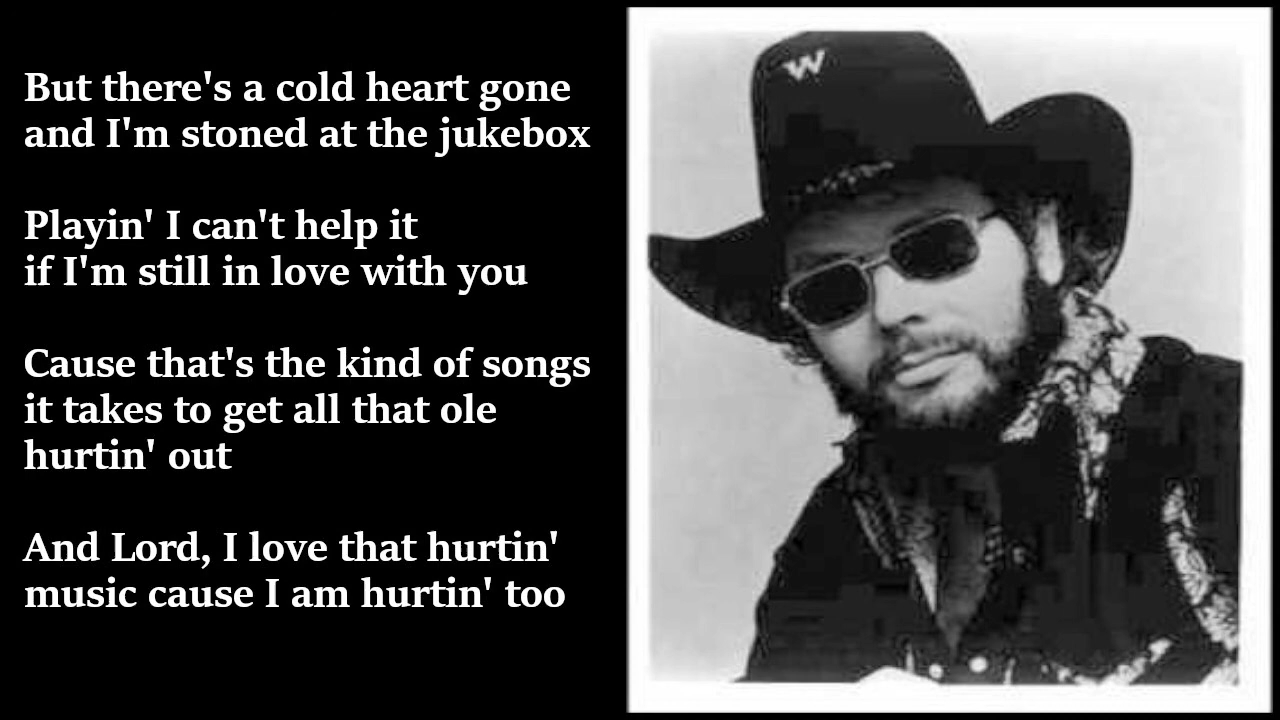 W
But there's a cold heart gone
and I'm stoned at the jukebox
Playin' I can't help it
if I'm still in love with you
Cause that's the kind of songs
it takes to get all that ole
hurtin' out
And Lord, I love that hurtin'
music cause I am hurtin' too